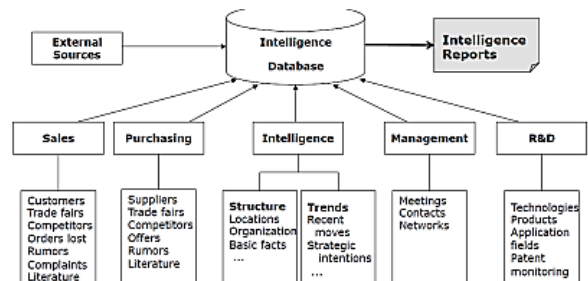 External
Sources
Intelligence
Database
Intelligence
Reports
Sales
Purchasing
Intelligence
Management
R&D
Customers
Trade fairs
Competitors
Orders lost
Rumors
Complaints
Literature
Suppliers
Trade fairs
Competitors
Offers
Rumors
Literature
Structure
Locations
Organization
Basic facts
...
Trends
Recent
moves
Strategic
intentions
...
Meetings
Contacts
Networks
Technologies
Products
Application
fields
Patent
monitoring